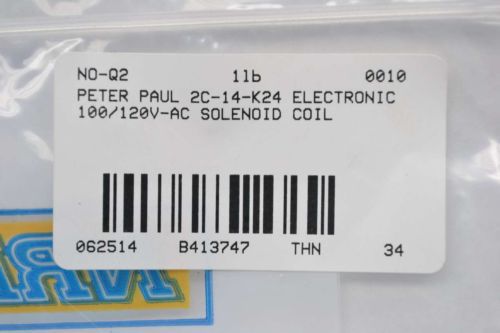 NO-Q2 1lb 0010
PETER PAUL 2C-14-K24 ELECTRONIC
100/120V-AC SOLENOID COIL
062514 B413747 THN 34